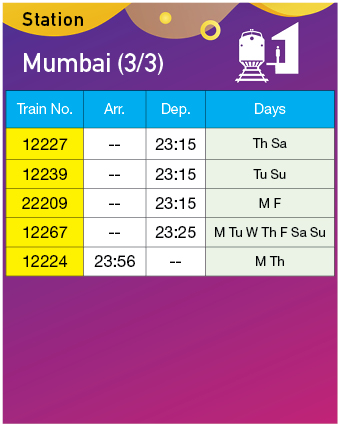 Station
Mumbai (3/3)
1
Train No. Arr. Dep. Days
12227 -- 23:15 Th Sa
12239 -- 23:15 Tu Su
22209 -- 23:15 M F
12267 -- 23:25 M Tu W Th F Sa Su
12224 23:56 -- M Th